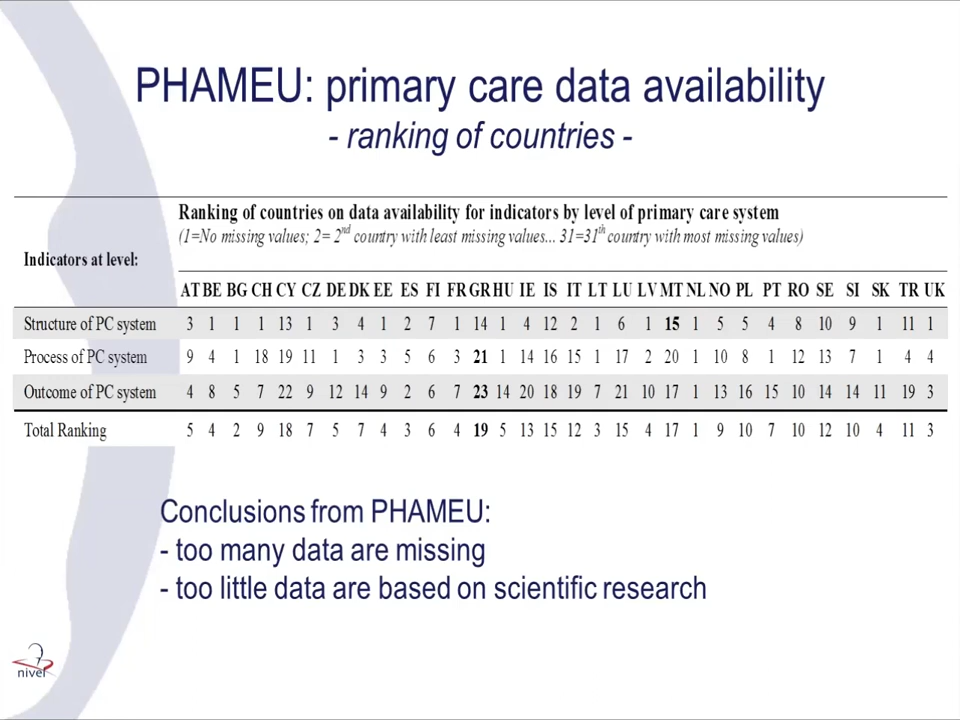 PHAMEU: primary care data availability
- ranking of countries -
Ranking of countries on data availability for indicators by level of primary care system
(1=No missing values; 2= 2nd country with least missing values... 31=31th country with most missing values)
Indicators at level:
AT BE BG CH CY CZ DE DK EE ES FI FR GR HU IE IS IT LT LU LV MT NL NO PL PT RO SE SI SK TR UK
Structure of PC system 3 1 1 1 13 1 3 4 1 2 7 1 14 1 4 12 2 1 6 1 15 1 5 5 4 8 10 9 1 11 1
Process of PC system 9 4 1 18 19 11 1 3 3 5 6 3 21 1 14 16 15 1 17 2 20 1 10 8 1 12 13 7 1 4 4
Outcome of PC system 4 8 5 7 22 9 12 14 9 2 6 7 23 14 20 18 19 7 21 10 17 1 13 16 15 10 14 14 11 19 3
Total Ranking 5 4 2 9 18 7 5 7 4 3 6 4 19 5 13 15 12 3 15 4 17 1 9 10 7 10 12 10 4 11 3
Conclusions from PHAMEU:
- too many data are missing
- too little data are based on scientific research
nivel